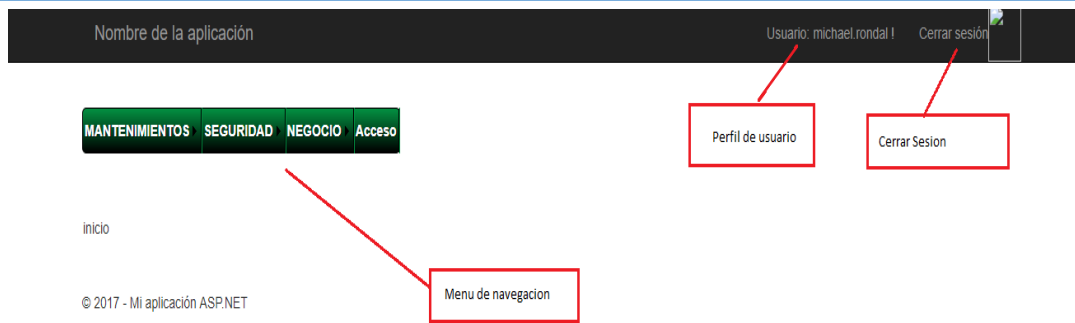 Nombre de la aplicación
Usuario: michael.rondal ! Cerrar sesión
MANTENIMIENTOS SEGURIDAD NEGOCIO Acceso
Perfil de usuario
Cerrar Sesion
inicio
Menu de navegacion
© 2017 - Mi aplicación ASP.NET